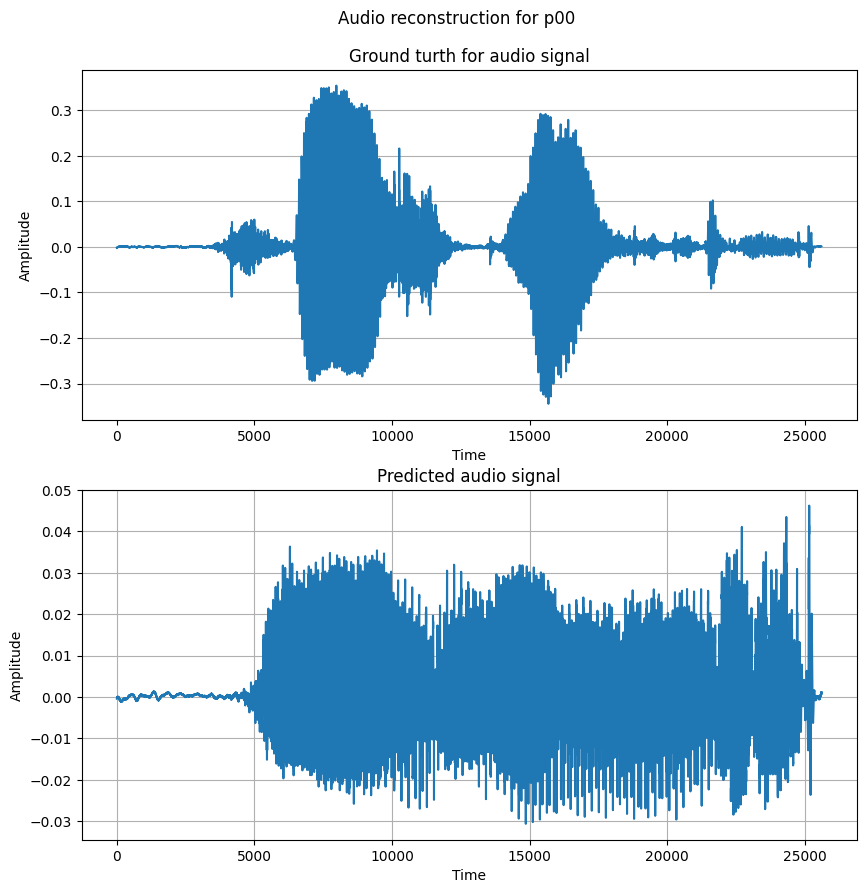 Audio reconstruction for p00
Ground turth for audio signal
0.3
0.2
0.1
0.0
−0.1
−0.2
−0.3
Amplitude
0 5000 10000 15000 20000 25000
Time
Predicted audio signal
0.05
0.04
0.03
0.02
0.01
0.00
−0.01
−0.02
−0.03
Amplitude
0 5000 10000 15000 20000 25000
Time